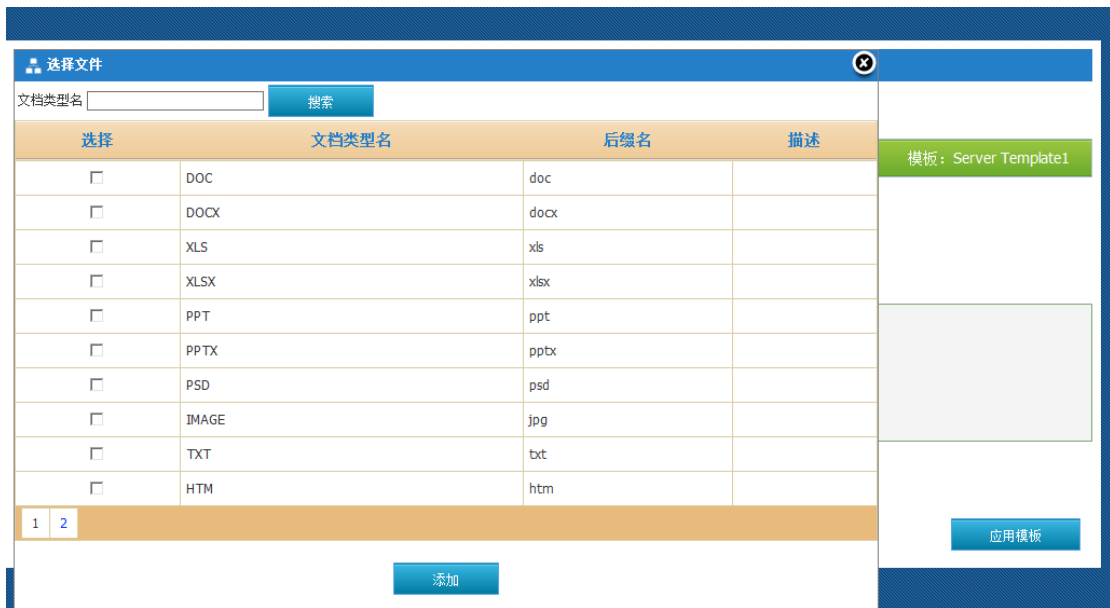 选择文件
文档类型名 搜索
选择 文档类型名 后缀名 描述
模板：Server Template1
DOC doc
DOCX docx
XLS xls
XLSX xlsx
PPT ppt
PPTX pptx
PSD psd
IMAGE jpg
TXT txt
HTM htm
1 2
应用模板
添加